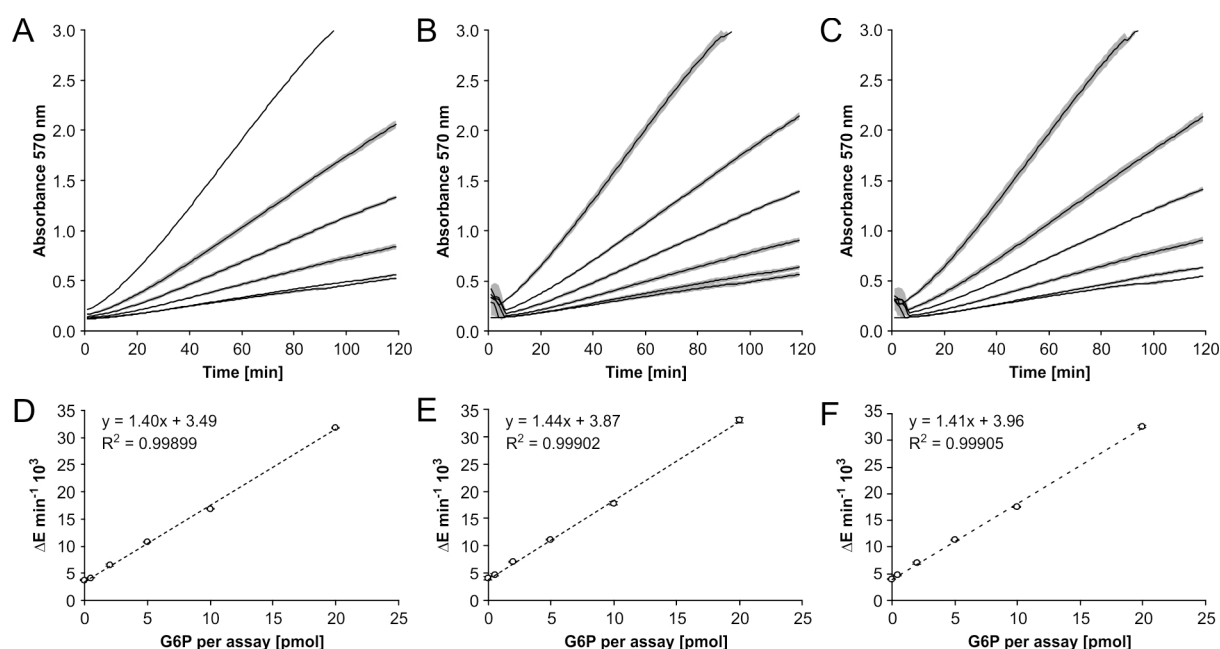 A
B
C
3.0
2.5
2.0
1.5
1.0
0.5
0.0
Absorbance 570 nm
0 20 40 60 80 100 120
Time [min]
3.0
2.5
2.0
1.5
1.0
0.5
0.0
Absorbance 570 nm
0 20 40 60 80 100 120
Time [min]
3.0
2.5
2.0
1.5
1.0
0.5
0.0
Absorbance 570 nm
0 20 40 60 80 100 120
Time [min]
D
y = 1.40x + 3.49
R² = 0.99899
35
30
25
20
15
10
5
0
ΔE min⁻¹ 10³
0 5 10 15 20 25
G6P per assay [pmol]
E
y = 1.44x + 3.87
R² = 0.99902
35
30
25
20
15
10
5
0
ΔE min⁻¹ 10³
0 5 10 15 20 25
G6P per assay [pmol]
F
y = 1.41x + 3.96
R² = 0.99905
35
30
25
20
15
10
5
0
ΔE min⁻¹ 10³
0 5 10 15 20 25
G6P per assay [pmol]